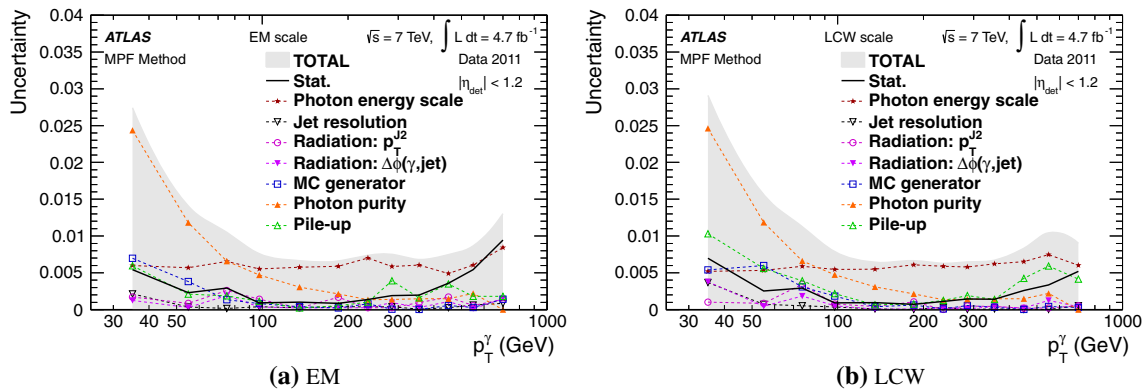 Uncertainty
0.04
0.035
0.03
0.025
0.02
0.015
0.01
0.005
0
ATLAS EM scale √s = 7 TeV, ∫ L dt = 4.7 fb⁻¹
MPF Method TOTAL Data 2011
Stat. |η_det| < 1.2
Photon energy scale
Jet resolution
Radiation: p_T^J2
Radiation: Δϕ(γ,jet)
MC generator
Photon purity
Pile-up
30 50 100 200 300 1000
p_T^γ (GeV)
(a) EM
Uncertainty
0.04
0.035
0.03
0.025
0.02
0.015
0.01
0.005
0
ATLAS LCW scale √s = 7 TeV, ∫ L dt = 4.7 fb⁻¹
MPF Method TOTAL Data 2011
Stat. |η_det| < 1.2
Photon energy scale
Jet resolution
Radiation: p_T^J2
Radiation: Δϕ(γ,jet)
MC generator
Photon purity
Pile-up
30 50 100 200 300 1000
p_T^γ (GeV)
(b) LCW